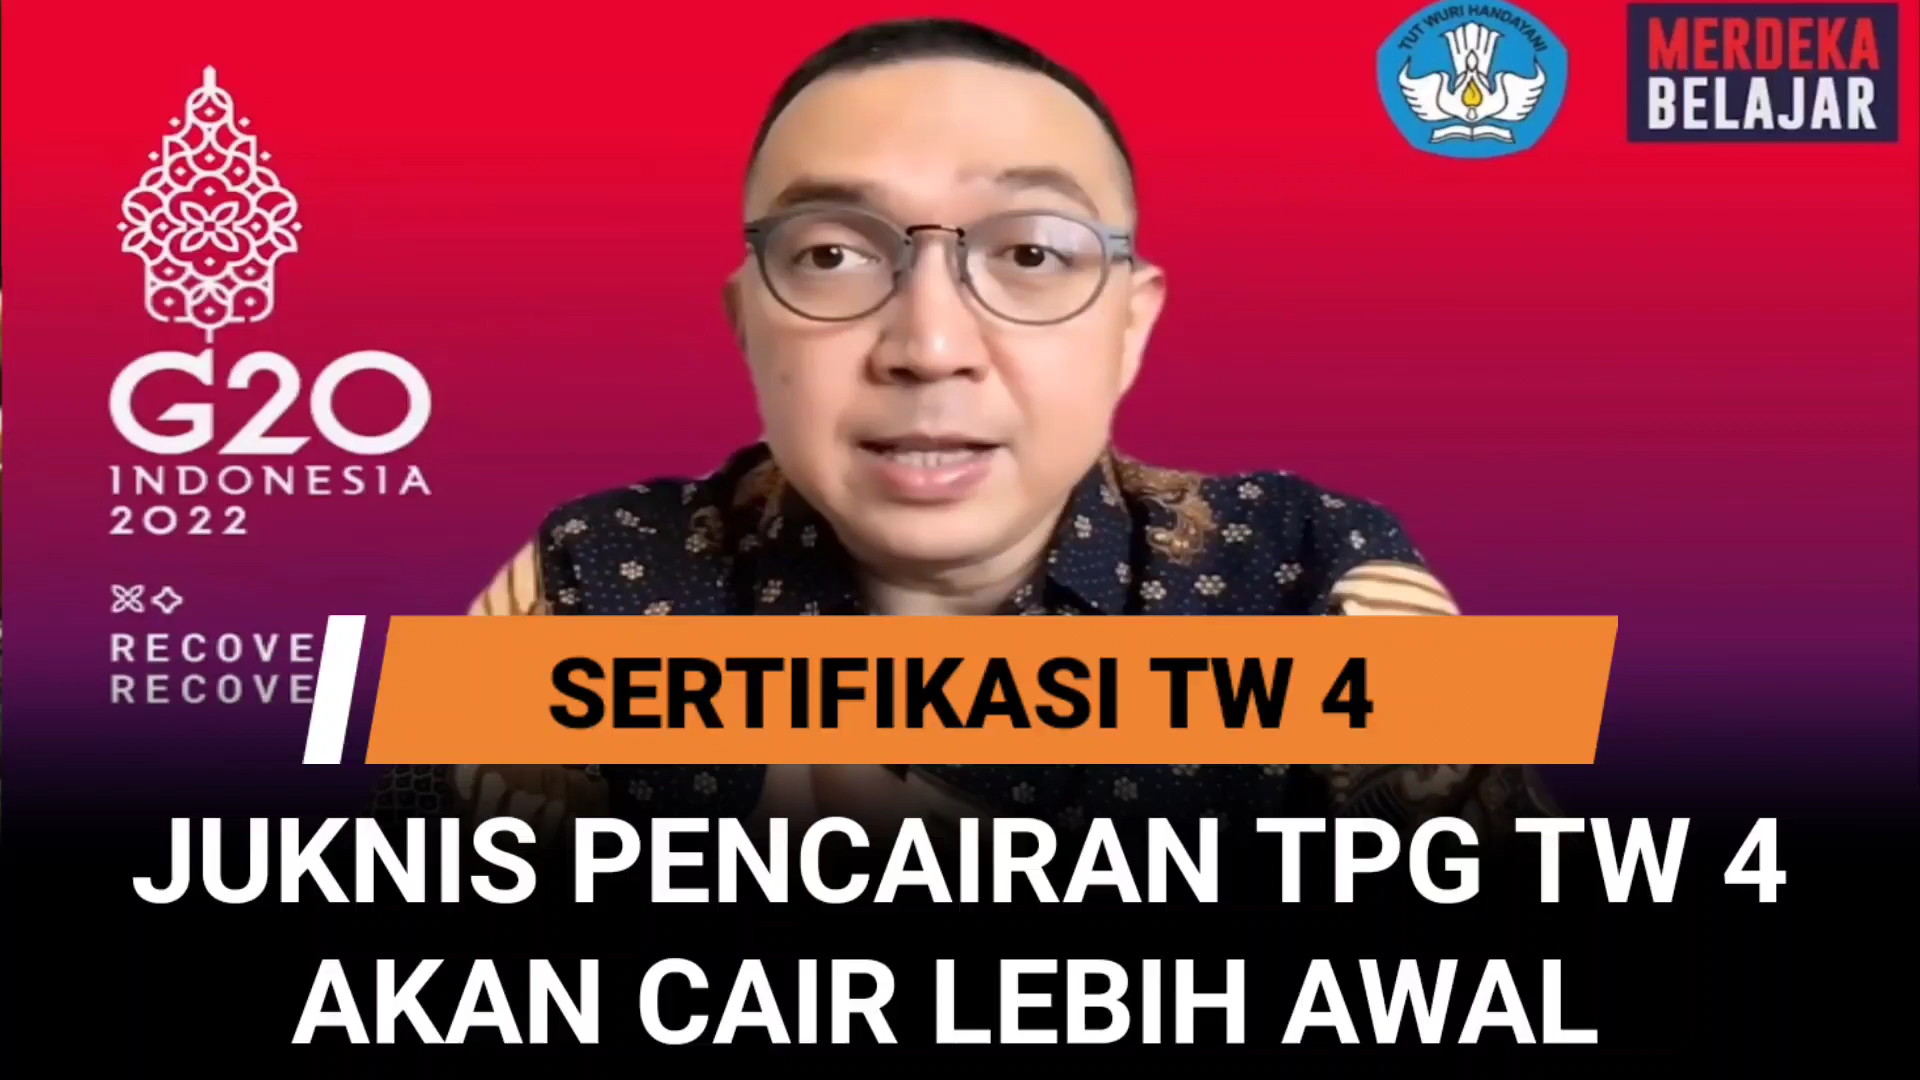 TUT WURI HANDAYANI
MERDEKA
BELAJAR
G20
INDONESIA
2022
RECOVE
RECOVE
SERTIFIKASI TW 4
JUKNIS PENCAIRAN TPG TW 4
AKAN CAIR LEBIH AWAL